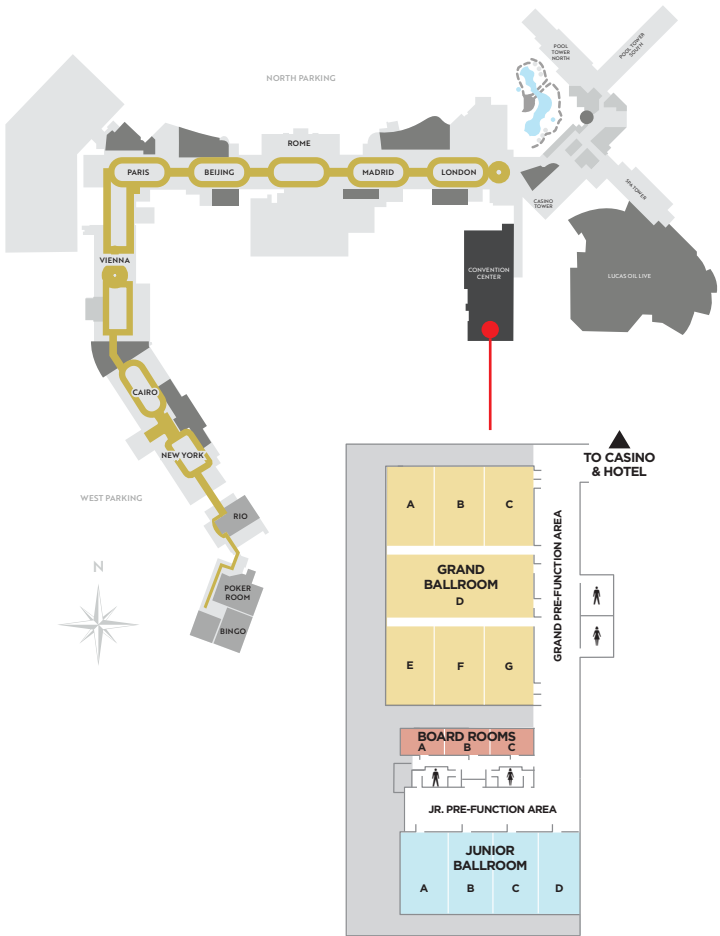 POOL
TOWER
NORTH
POOL TOWER
SOUTH
NORTH PARKING
ROME
PARIS
BEIJING
MADRID
LONDON
SPA TOWER
CASINO
TOWER
VIENNA
CONVENTION
CENTER
LUCAS OIL LIVE
CAIRO
NEW YORK
TO CASINO
& HOTEL
WEST PARKING
RIO
N
POKER
ROOM
BINGO
A
B
C
GRAND
BALLROOM
D
GRAND PRE-FUNCTION AREA
E
F
G
BOARD ROOMS
A
B
C
JR. PRE-FUNCTION AREA
JUNIOR
BALLROOM
A
B
C
D